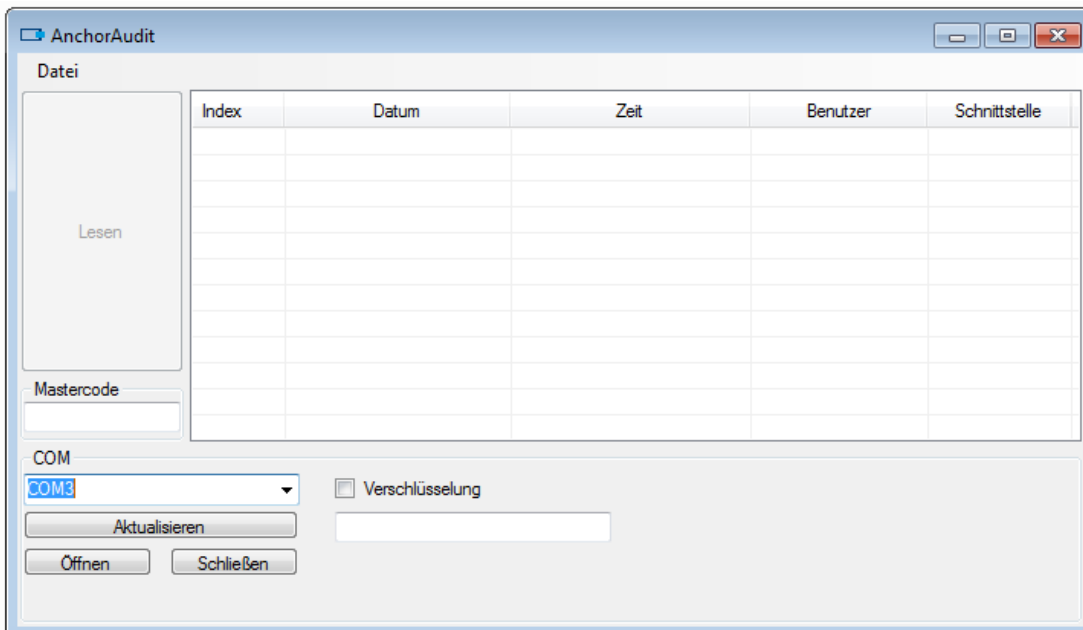 AnchorAudit
Datei
Index Datum Zeit Benutzer Schnittstelle
Lesen
Mastercode
COM
COM3 Verschlüsselung
Aktualisieren
Öffnen Schließen